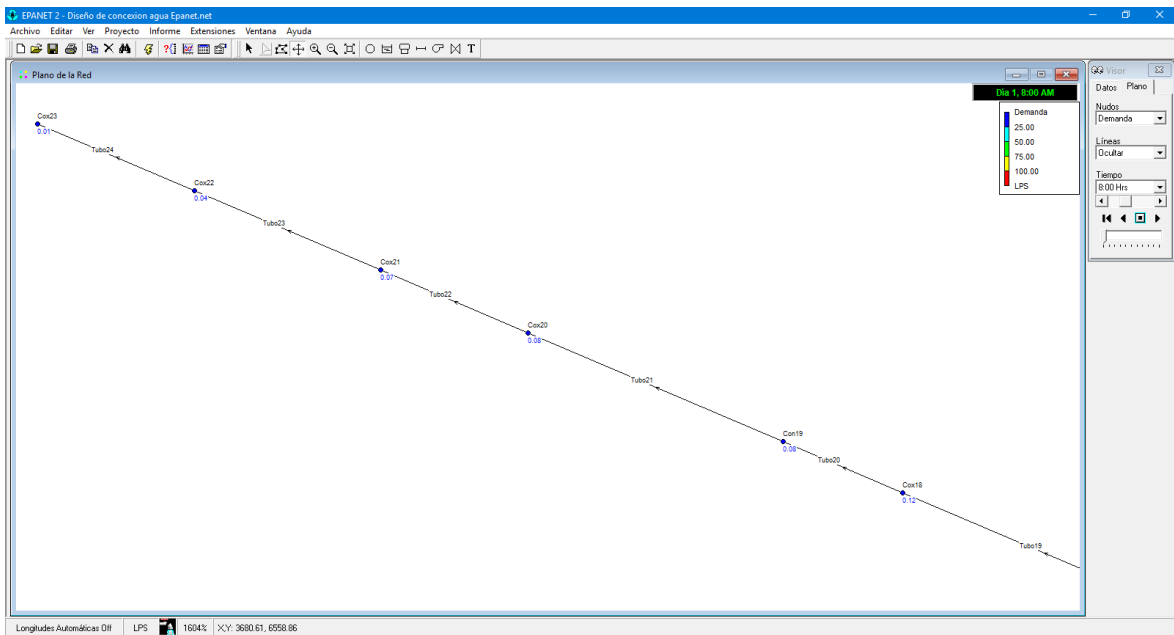 EPANET 2 - Diseño de concexion agua Epanet.net
Archivo Editar Ver Proyecto Informe Extensiones Ventana Ayuda
T
Plano de la Red
Día 1, 8:00 AM
Demanda
25.00
50.00
75.00
100.00
LPS
Visor
Datos Plano
Nudos
Demanda
Líneas
Ocultar
Tiempo
8:00 Hrs
Cox23
0.01
Tubo24
Cox22
0.04
Tubo23
Cox21
0.07
Tubo22
Cox20
0.08
Tubo21
Con19
0.08
Tubo20
Cox18
0.12
Tubo19
Longitudes Automáticas Off LPS 1604% X,Y: 3680.61, 6558.86